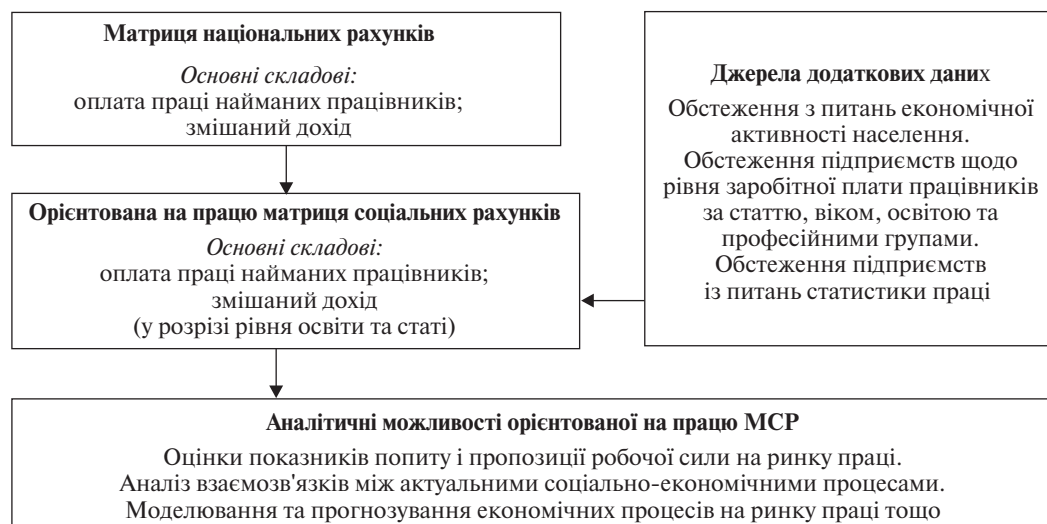 Матриця національних рахунків
Основні складові:
оплата праці найманих працівників;
змішаний дохід
Джерела додаткових даних
Обстеження з питань економічної
активності населення.
Обстеження підприємств щодо
рівня заробітної плати працівників
за статтю, віком, освітою та
професійними групами.
Обстеження підприємств
із питань статистики праці
Орієнтована на працю матриця соціальних рахунків
Основні складові:
оплата праці найманих працівників;
змішаний дохід
(у розрізі рівня освіти та статі)
Аналітичні можливості орієнтованої на працю МСР
Оцінки показників попиту і пропозиції робочої сили на ринку праці.
Аналіз взаємозв'язків між актуальними соціально-економічними процесами.
Моделювання та прогнозування економічних процесів на ринку праці тощо